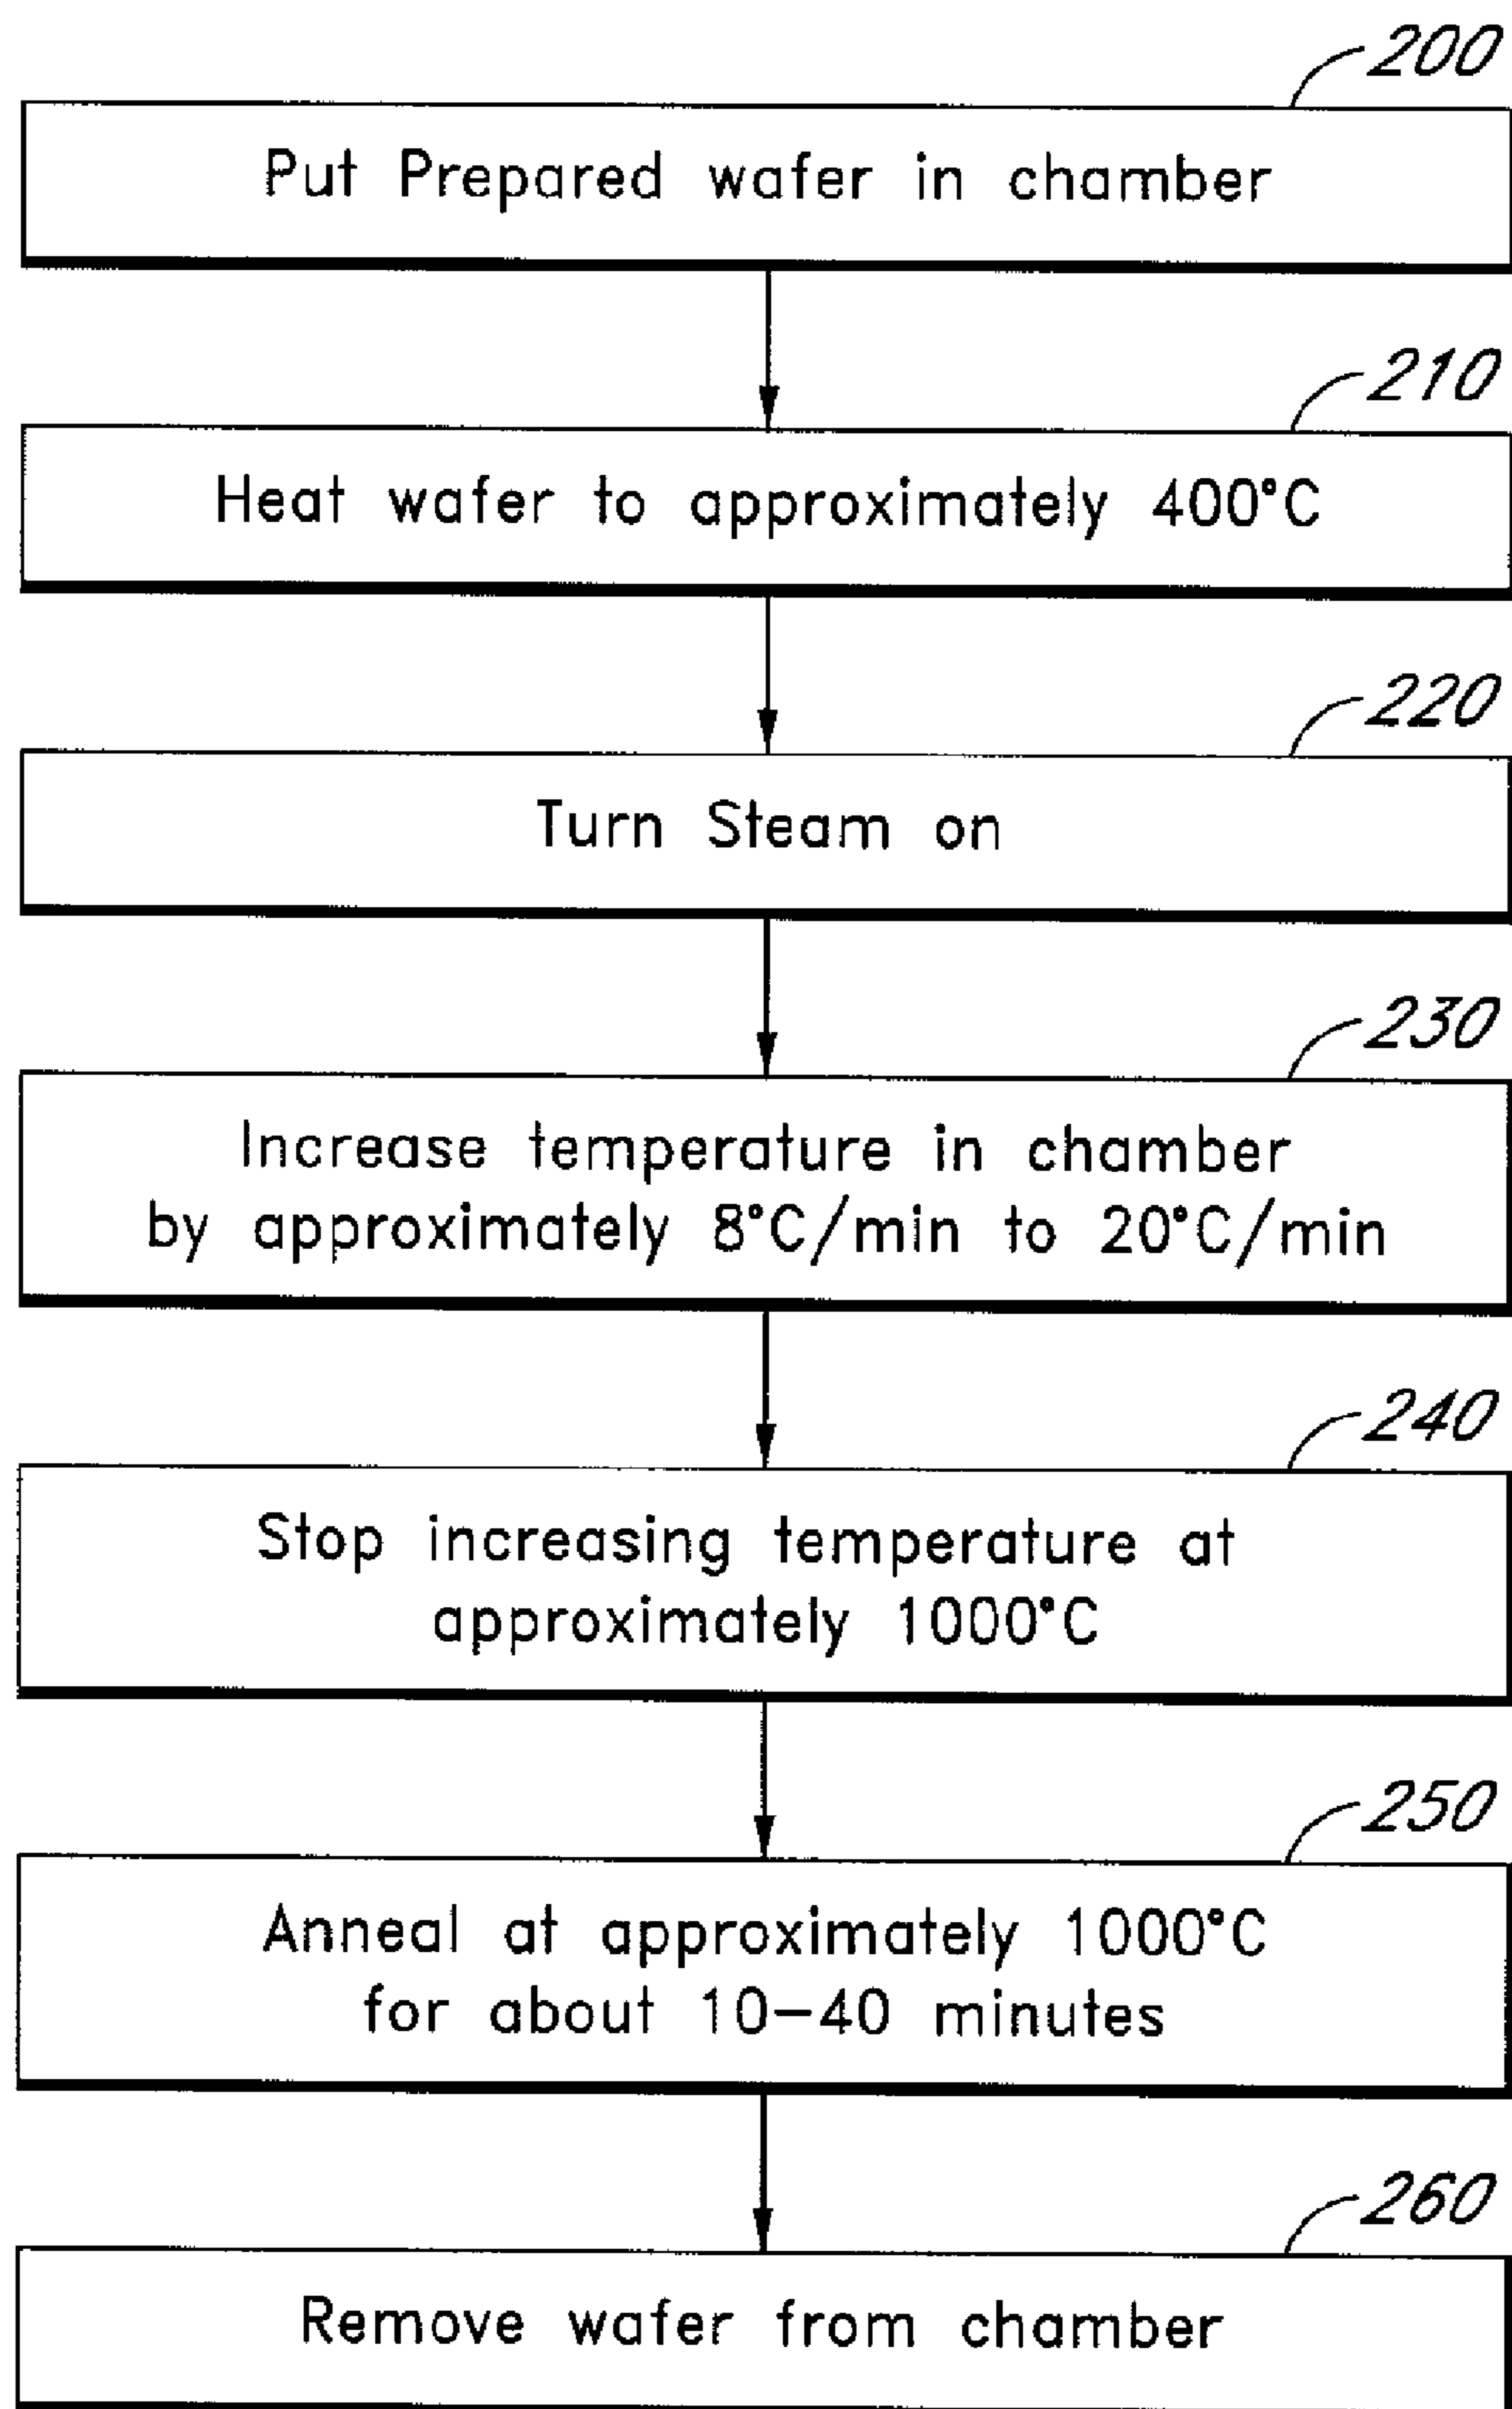 200
Put Prepared wafer in chamber
210
Heat wafer to approximately 400°C
220
Turn Steam on
230
Increase temperature in chamber
by approximately 8°C/min to 20°C/min
240
Stop increasing temperature at
approximately 1000°C
250
Anneal at approximately 1000°C
for about 10–40 minutes
260
Remove wafer from chamber